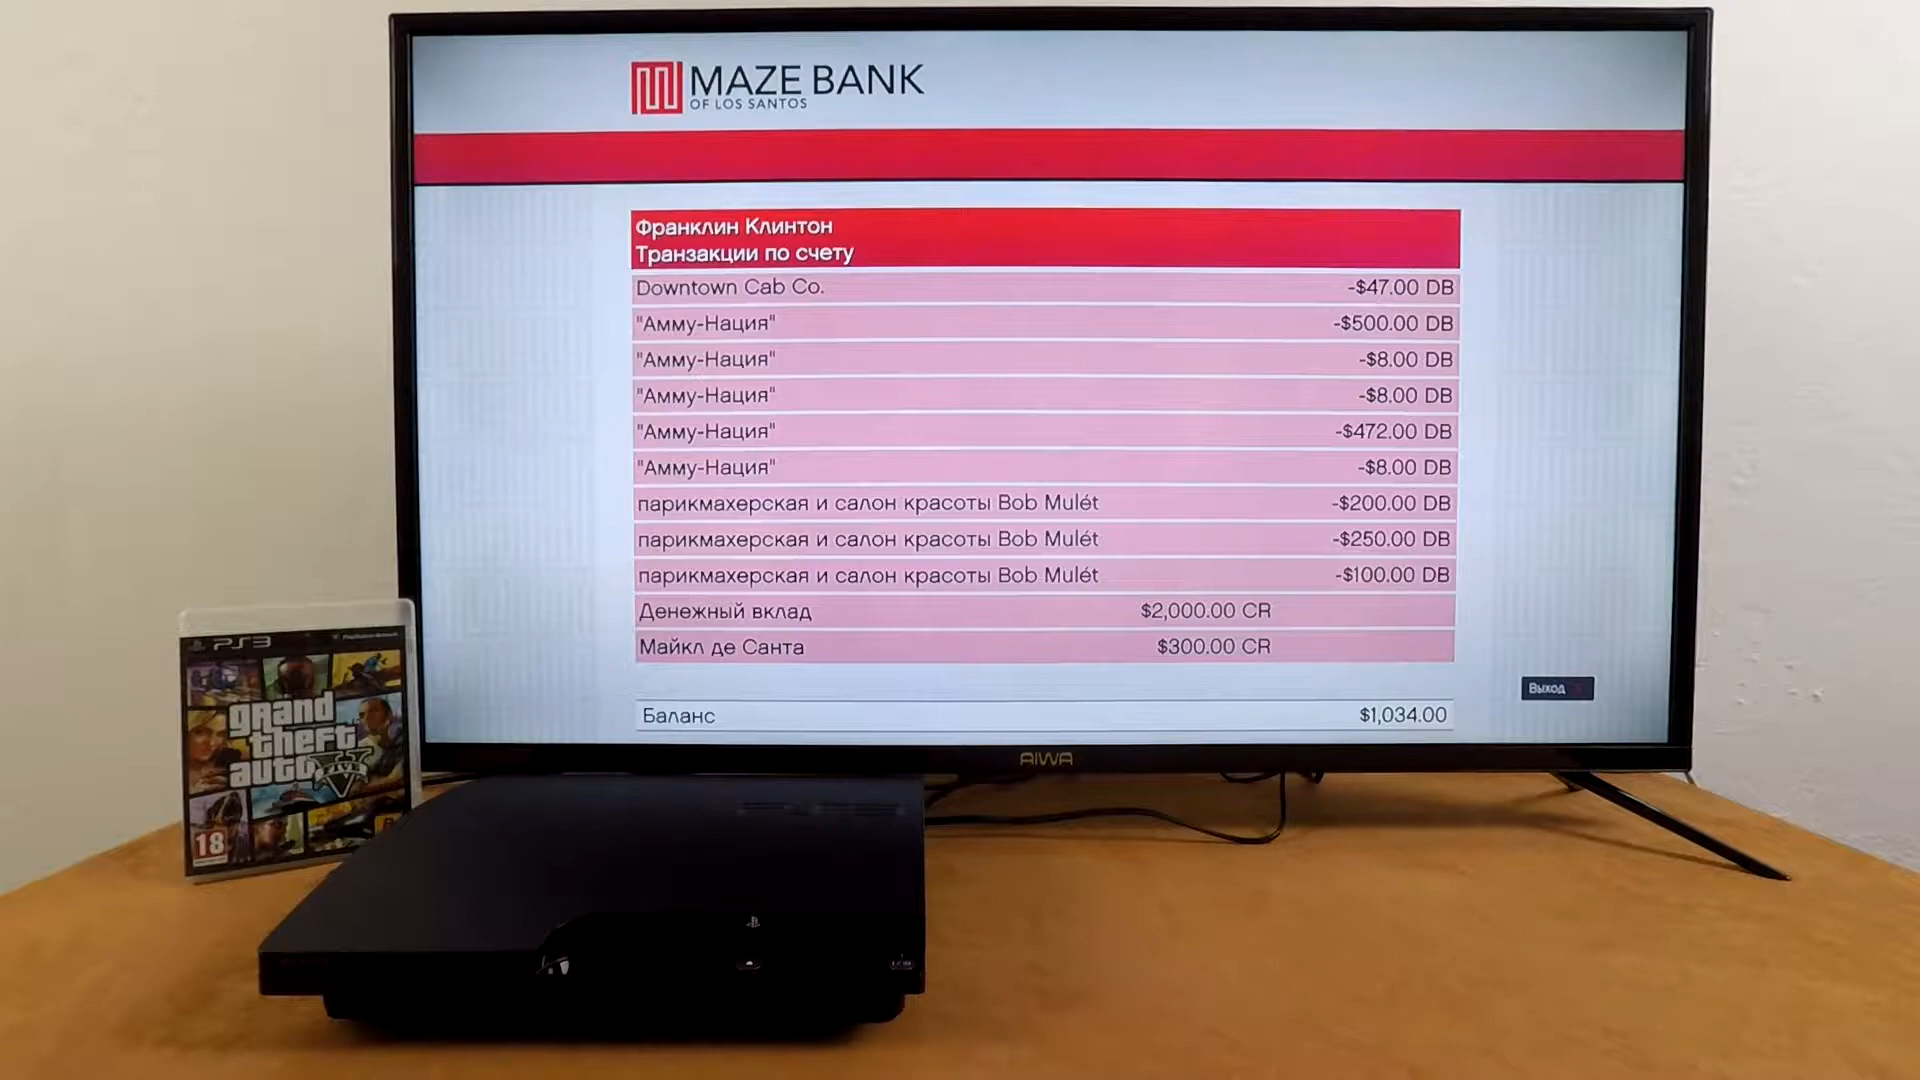 MAZE BANK
OF LOS SANTOS
Франклин Клинтон
Транзакции по счету
Downtown Cab Co. -$47.00 DB
"Амму-Нация" -$500.00 DB
"Амму-Нация" -$8.00 DB
"Амму-Нация" -$8.00 DB
"Амму-Нация" -$472.00 DB
"Амму-Нация" -$8.00 DB
парикмахерская и салон красоты Bob Mulét -$200.00 DB
парикмахерская и салон красоты Bob Mulét -$250.00 DB
парикмахерская и салон красоты Bob Mulét -$100.00 DB
Денежный вклад $2,000.00 CR
Майкл де Санта $300.00 CR
Выход
Баланс $1,034.00
AIWA
PS3
grand
theft
auto
FIVE
18